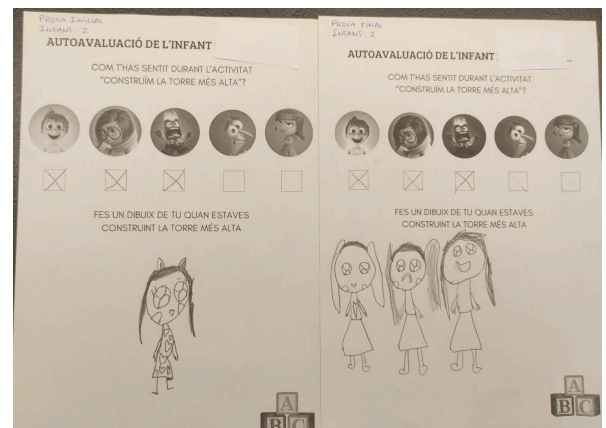 PROVA INICIAL
INFANT 2
AUTOAVALUACIÓ DE L'INFANT
COM T'HAS SENTIT DURANT L'ACTIVITAT
"CONSTRUÏM LA TORRE MÉS ALTA"?
FES UN DIBUIX DE TU QUAN ESTAVES
CONSTRUINT LA TORRE MÉS ALTA
A
B C
PROVA FINAL
INFANT 2
AUTOAVALUACIÓ DE L'INFANT:
COM T'HAS SENTIT DURANT L'ACTIVITAT
"CONSTRUÏM LA TORRE MÉS ALTA"?
FES UN DIBUIX DE TU QUAN ESTAVES
CONSTRUINT LA TORRE MÉS ALTA
A
B C